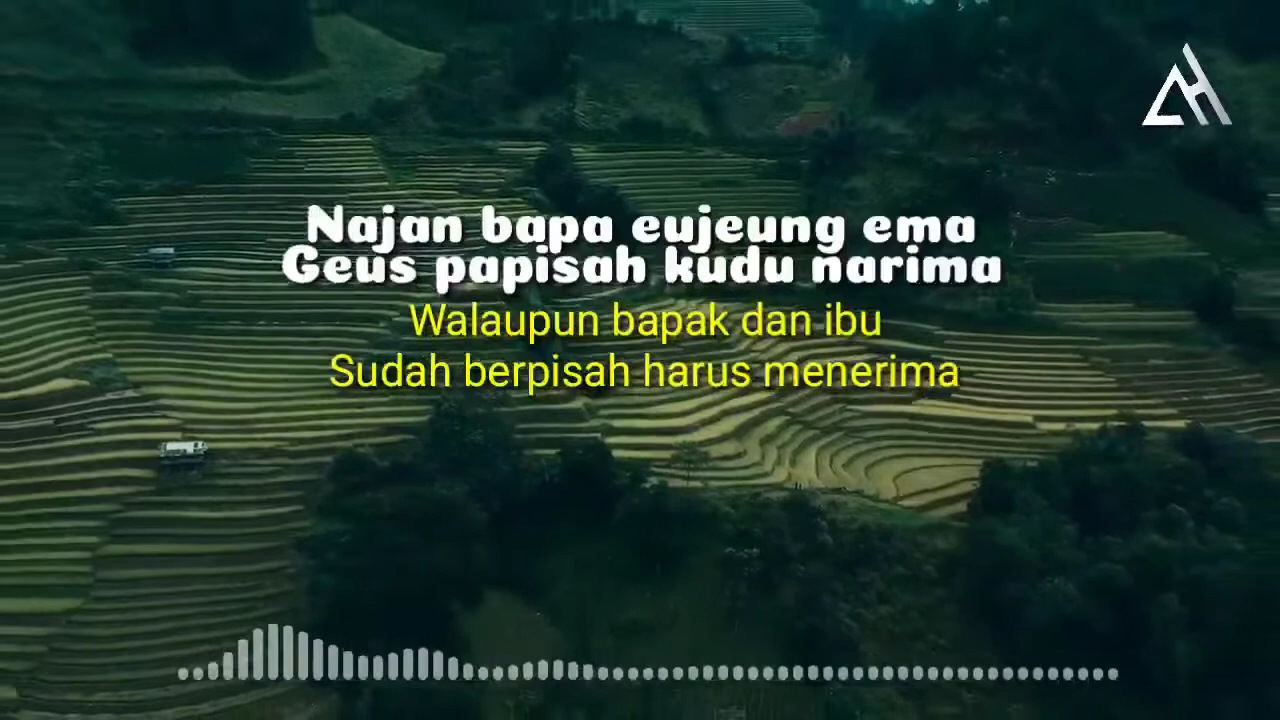 Najan bapa eujeung ema
Geus papisah kudu narima
Walaupun bapak dan ibu
Sudah berpisah harus menerima